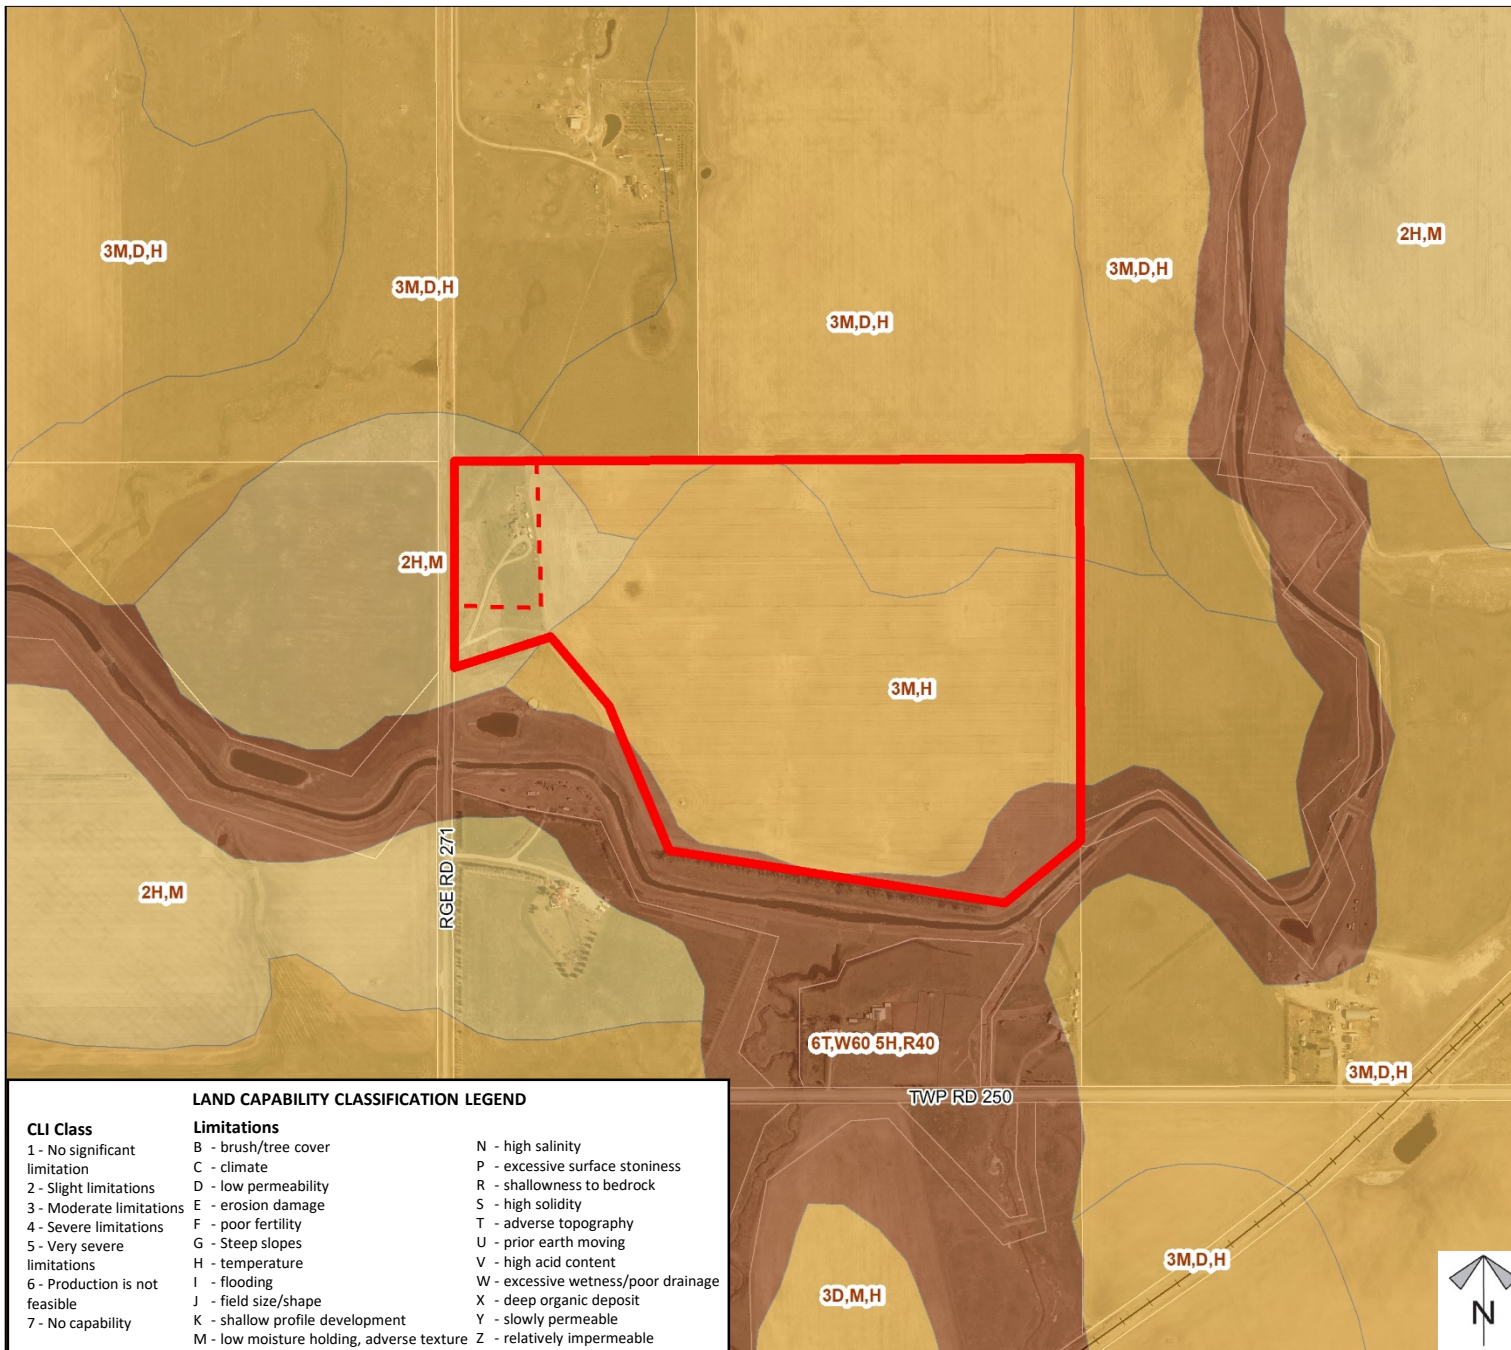 2H,M
3M,D,H
3M,D,H
3M,D,H
3M,D,H
2H,M
3M,H
RGE RD 271
2H,M
6T,W60 5H,R40
3M,D,H
TWP RD 250
3M,D,H
3D,M,H
N
LAND CAPABILITY CLASSIFICATION LEGEND
CLI Class
1 - No significant
limitation
2 - Slight limitations
3 - Moderate limitations
4 - Severe limitations
5 - Very severe
limitations
6 - Production is not
feasible
7 - No capability
Limitations
B - brush/tree cover
C - climate
D - low permeability
E - erosion damage
F - poor fertility
G - Steep slopes
H - temperature
I - flooding
J - field size/shape
K - shallow profile development
M - low moisture holding, adverse texture
N - high salinity
P - excessive surface stoniness
R - shallowness to bedrock
S - high solidity
T - adverse topography
U - prior earth moving
V - high acid content
W - excessive wetness/poor drainage
X - deep organic deposit
Y - slowly permeable
Z - relatively impermeable